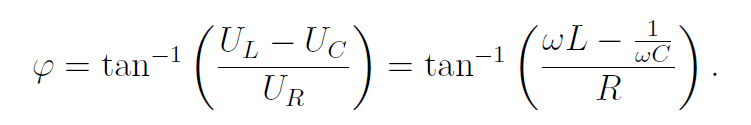 φ = tan⁻¹ ( (U_L − U_C) / U_R ) = tan⁻¹ ( (ωL − 1/(ωC)) / R ) .